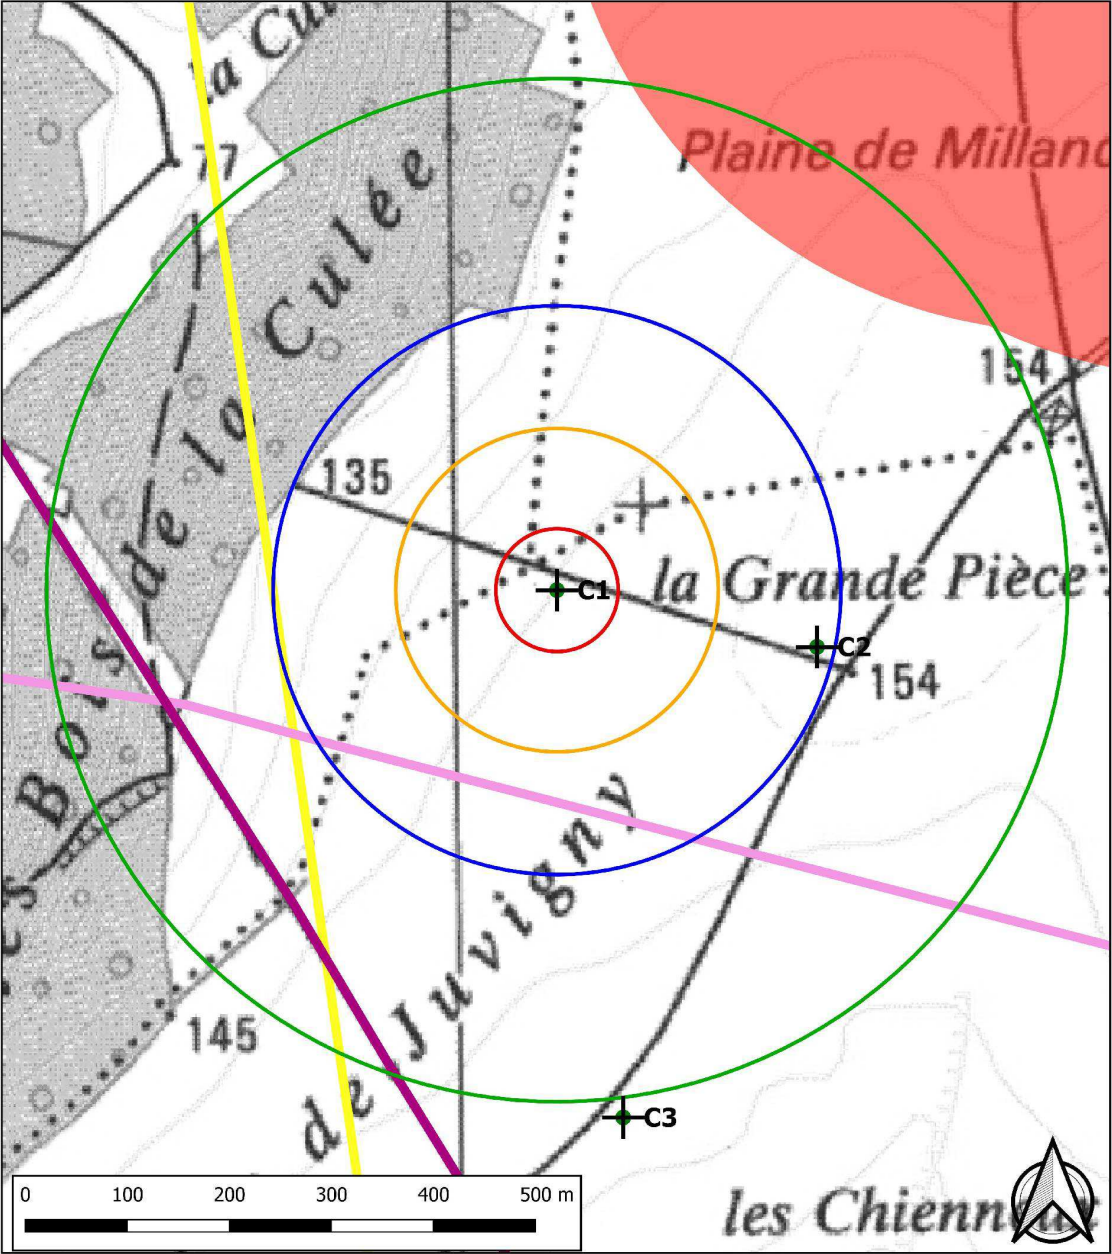 la Cul
77
Plaine de Milland
Culée
154
de la
135
C1
la Grande Pièce
C2
154
Bois
de Juvigny
145
C3
0 100 200 300 400 500 m
les Chienn